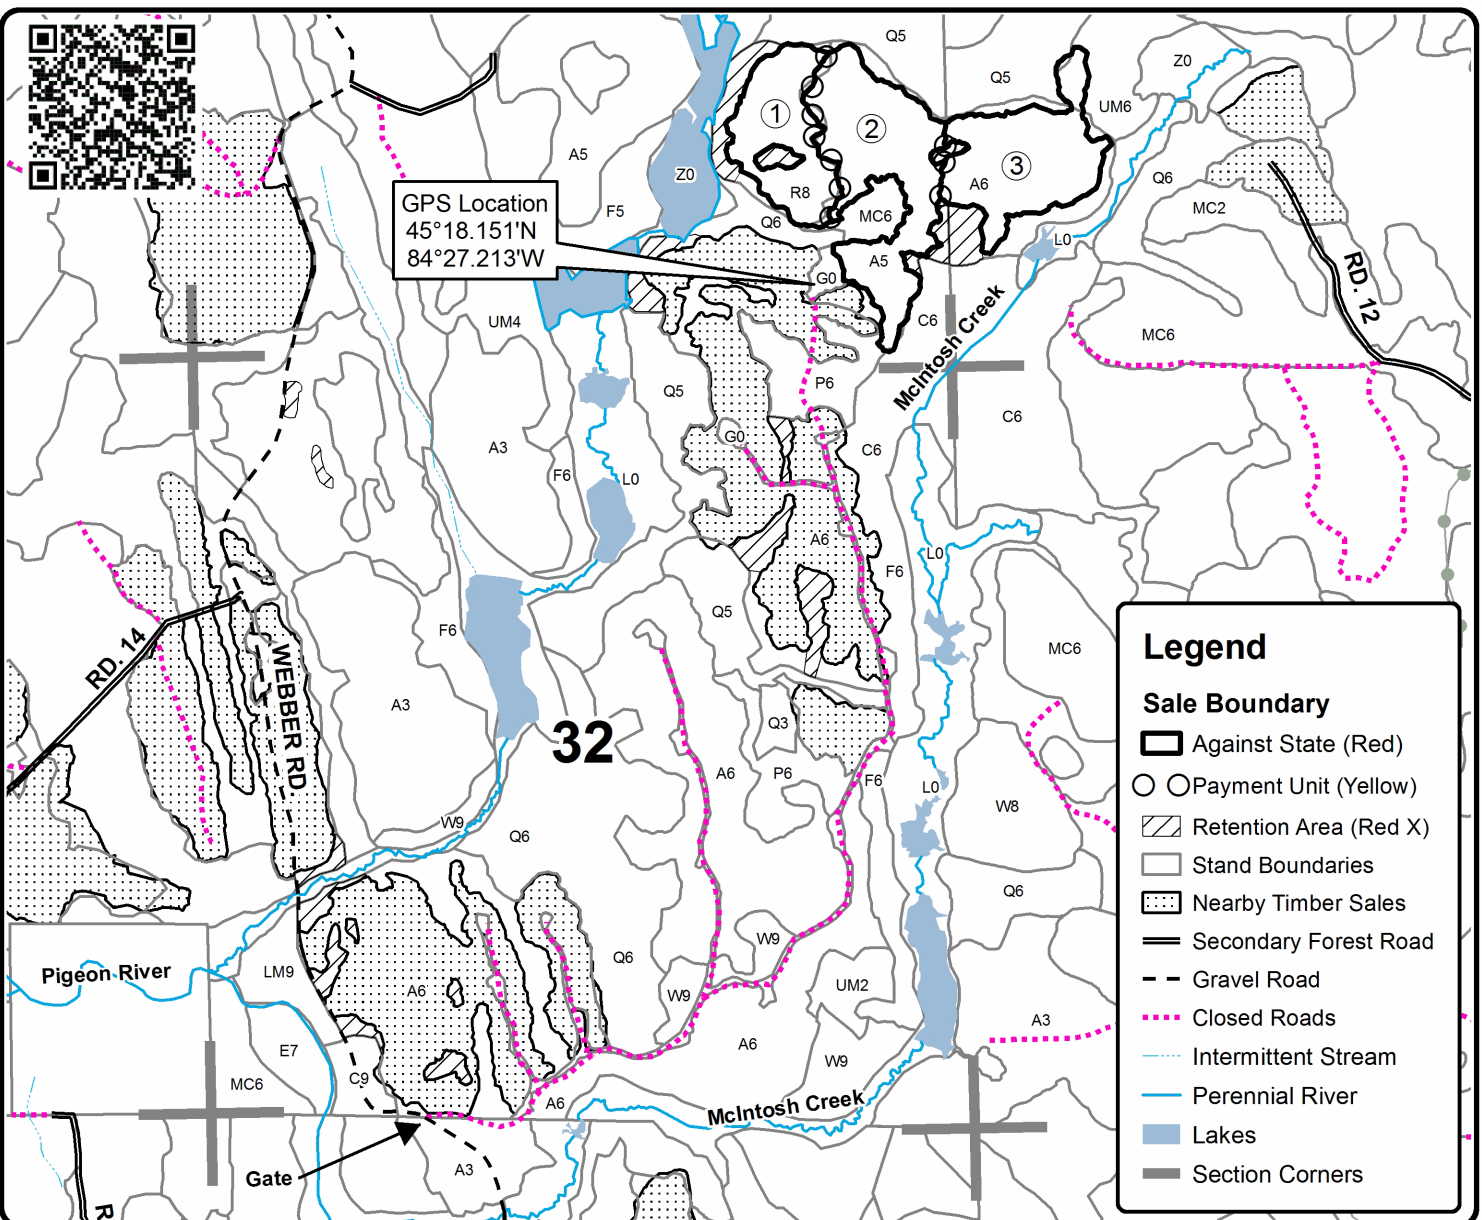 Q5
Z0
Q5
UM6
1
2
A5
3
Z0
Q6
R8
A6
GPS Location
45°18.151'N
84°27.213'W
F5
MC6
MC2
Q6
L0
A5
G0
RD. 12
UM4
C6
McIntosh Creek
MC6
P6
Q5
G0
C6
C6
A3
F6
L0
A6
L0
F6
Q5
F6
RD. 14
WEBBER RD
MC6
A3
32
Q3
A6
P6
F6
L0
W8
W9
Q6
Q6
W9
Q6
Pigeon River
LM9
A6
W9
UM2
A3
E7
A6
W9
MC6
C9
A6
McIntosh Creek
Gate
A3
R
Legend
Sale Boundary
Against State (Red)
Payment Unit (Yellow)
Retention Area (Red X)
Stand Boundaries
Nearby Timber Sales
Secondary Forest Road
Gravel Road
Closed Roads
Intermittent Stream
Perennial River
Lakes
Section Corners